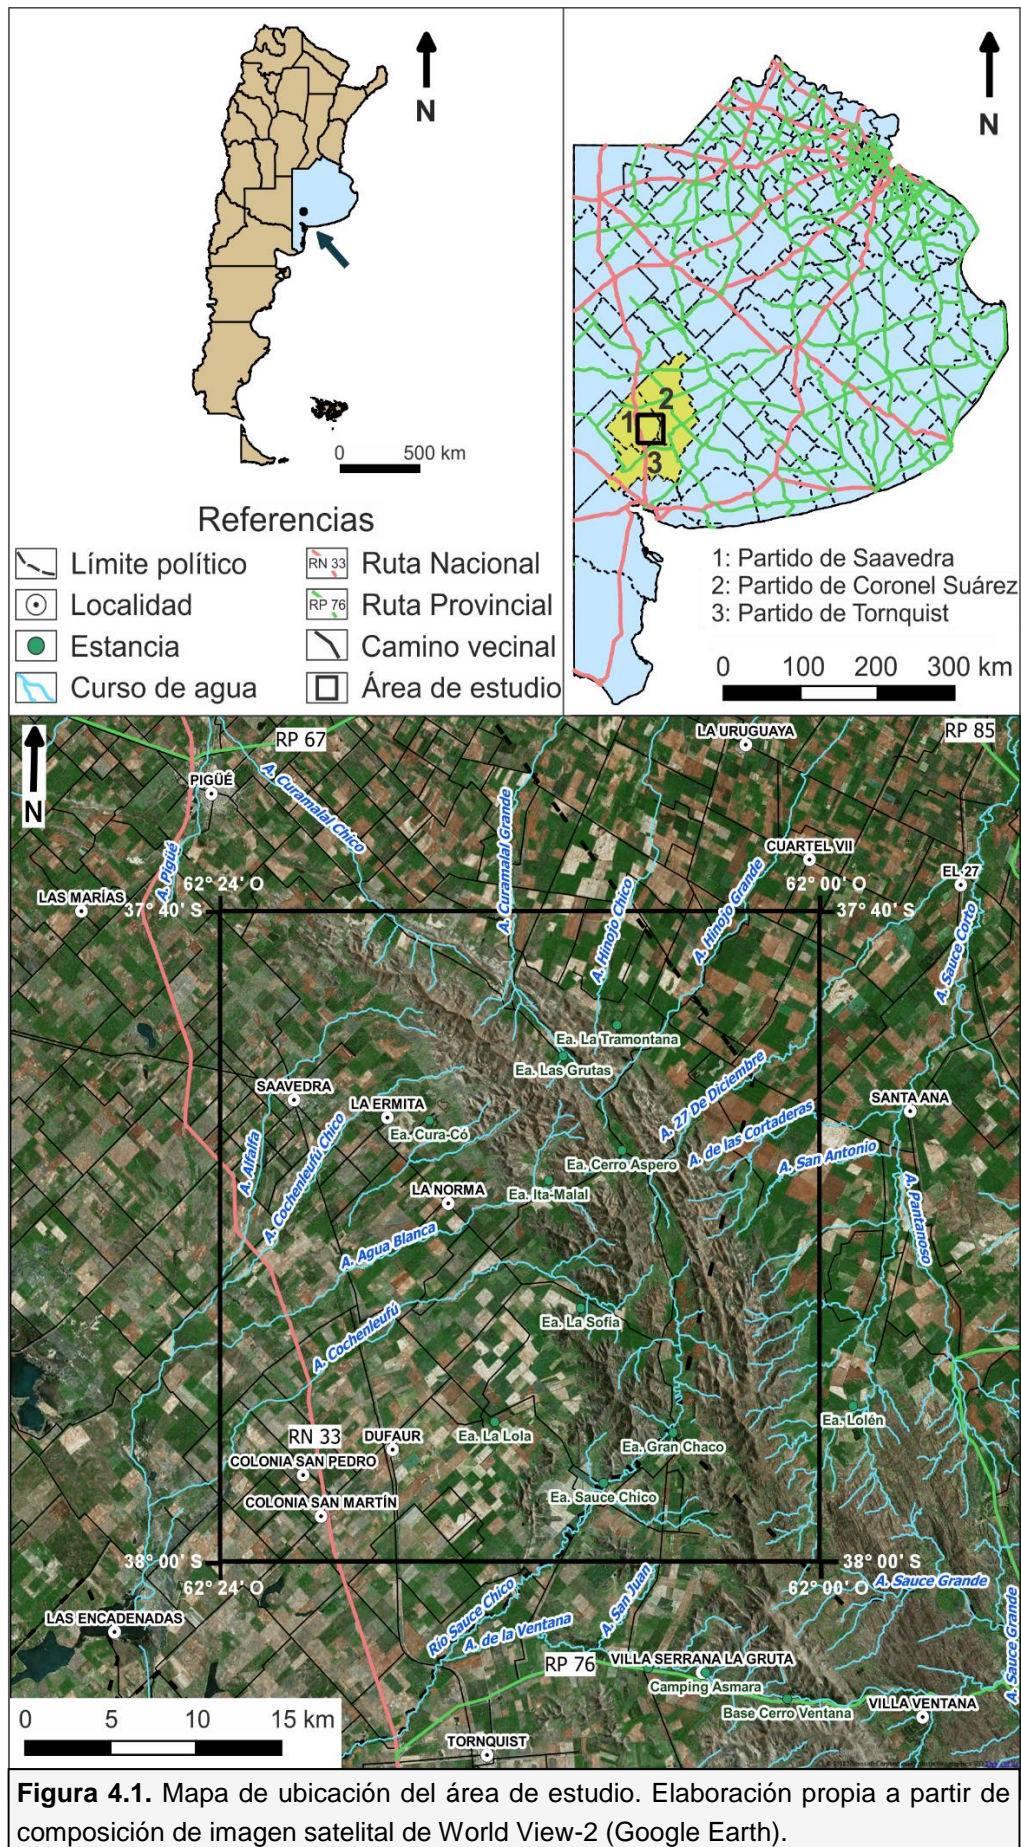 N
N
0 500 km
Referencias
Límite político
RN 33 Ruta Nacional
Localidad
RP 76 Ruta Provincial
Estancia
Camino vecinal
Curso de agua
Área de estudio
1
2
3
1: Partido de Saavedra
2: Partido de Coronel Suárez
3: Partido de Tornquist
0 100 200 300 km
N
RP 67
LA URUGUAYA
RP 85
PIGÜÉ
A. Curamalal Chico
A. Curamalal Grande
CUARTEL VII
A. Pigüé
62° 24' O
62° 00' O
EL 27
LAS MARÍAS
37° 40' S
37° 40' S
A. Hinojo Chico
A. Hinojo Grande
A. Sauce Corto
Ea. La Tramontana
Ea. Las Grutas
SAAVEDRA
LA ERMITA
Ea. Cura-Có
A. 27 De Diciembre
SANTA ANA
A. de las Cortaderas
A. San Antonio
A. Alfalfa
A. Cochenleufú Chico
Ea. Cerro Aspero
LA NORMA
Ea. Ita-Malal
A. Pantanoso
A. Agua Blanca
A. Cochenleufú
Ea. La Sofía
Ea. Lolén
RN 33
DUFAUR
Ea. La Lola
Ea. Gran Chaco
COLONIA SAN PEDRO
Ea. Sauce Chico
COLONIA SAN MARTÍN
38° 00' S
38° 00' S
62° 24' O
62° 00' O
A. Sauce Grande
LAS ENCADENADAS
Río Sauce Chico
A. de la Ventana
A. San Juan
A. Sauce Grande
RP 76
VILLA SERRANA LA GRUTA
Camping Asmara
Base Cerro Ventana
VILLA VENTANA
0 5 10 15 km
TORNQUIST
Figura 4.1. Mapa de ubicación del área de estudio. Elaboración propia a partir de
composición de imagen satelital de World View-2 (Google Earth).